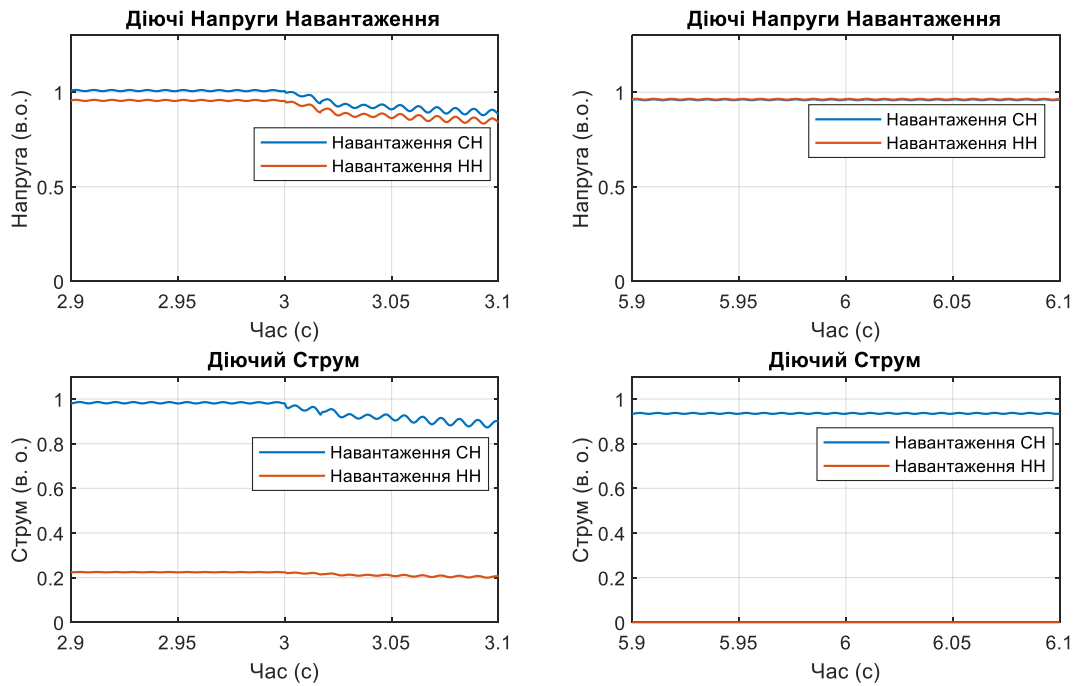 Діючі Напруги Навантаження
Напруга (в.о.)
1
0.5
0
Навантаження СН
Навантаження НН
2.9
2.95
3
3.05
3.1
Час (с)
Діючі Напруги Навантаження
Напруга (в.о.)
1
0.5
0
Навантаження СН
Навантаження НН
5.9
5.95
6
6.05
6.1
Час (с)
Діючий Струм
Струм (в. о.)
1
0.8
0.6
0.4
0.2
0
Навантаження СН
Навантаження НН
2.9
2.95
3
3.05
3.1
Час (с)
Діючий Струм
Струм (в. о.)
1
0.8
0.6
0.4
0.2
0
Навантаження СН
Навантаження НН
5.9
5.95
6
6.05
6.1
Час (с)